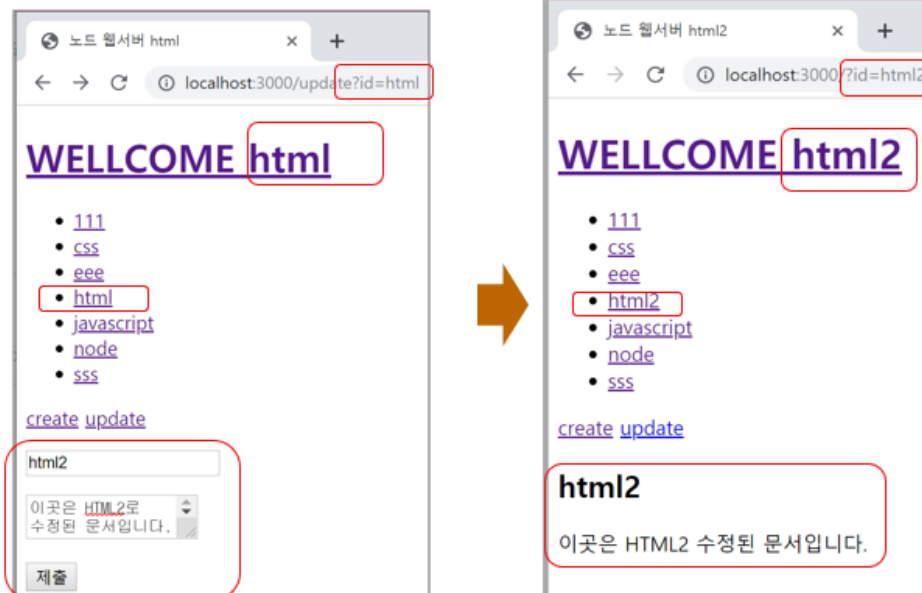 노드 웹서버 html
localhost:3000/update?id=html
WELLCOME html
111
css
eee
html
javascript
node
sss
create update
html2
이곳은 HTML2로
수정된 문서입니다.
제출
노드 웹서버 html2
localhost:3000/?id=html2
WELLCOME html2
111
css
eee
html2
javascript
node
sss
create update
html2
이곳은 HTML2 수정된 문서입니다.